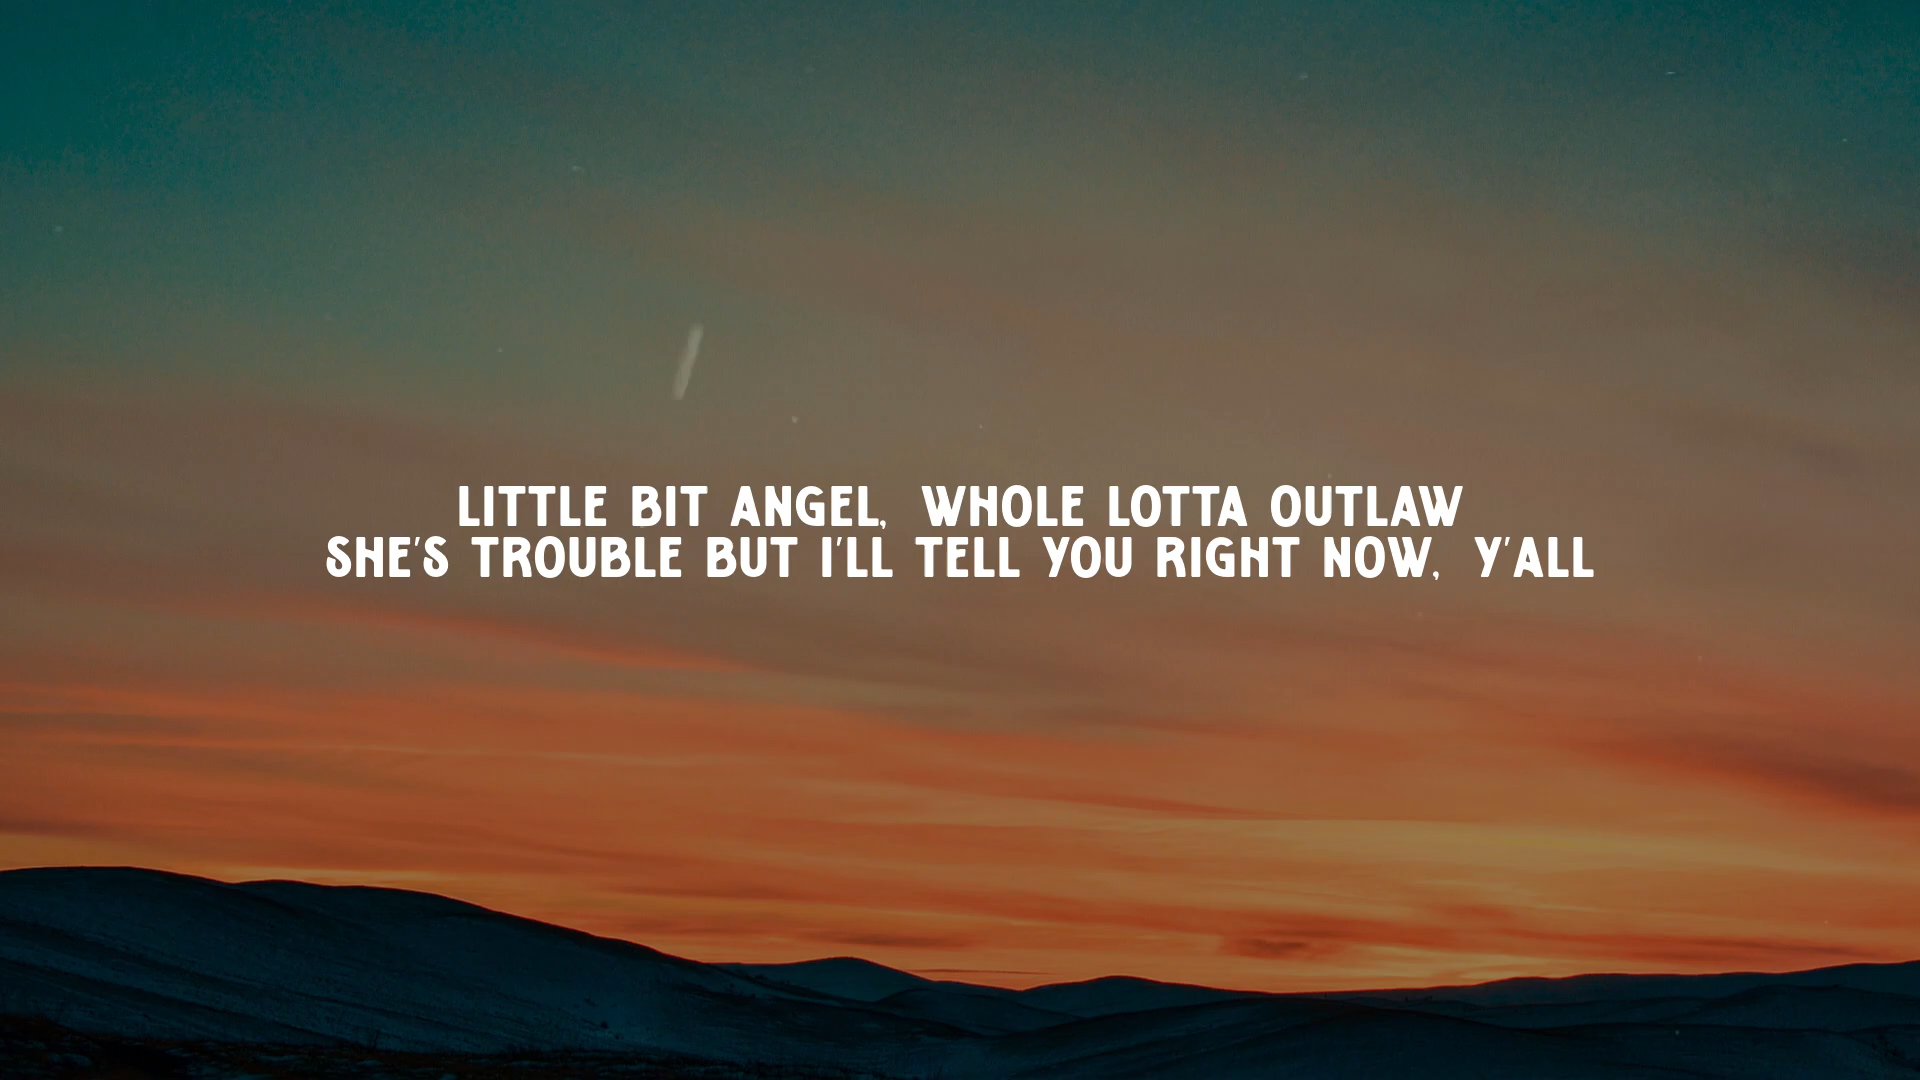 LITTLE BIT ANGEL, WHOLE LOTTA OUTLAW
SHE'S TROUBLE BUT I'LL TELL YOU RIGHT NOW, Y'ALL